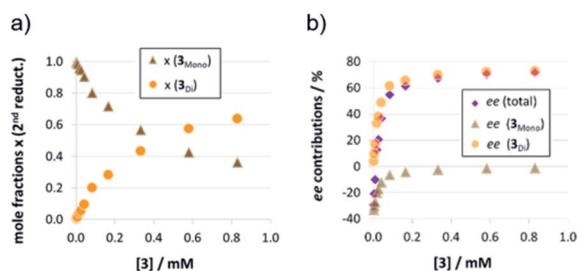 a)
mole fractions x (2nd reduct.)
1.0
0.8
0.6
0.4
0.2
0.0
x (3Mono)
x (3Di)
0.0 0.2 0.4 0.6 0.8 1.0
[3] / mM
b)
ee contributions / %
80
60
40
20
0
-20
-40
ee (total)
ee (3Mono)
ee (3Di)
0.0 0.2 0.4 0.6 0.8 1.0
[3] / mM